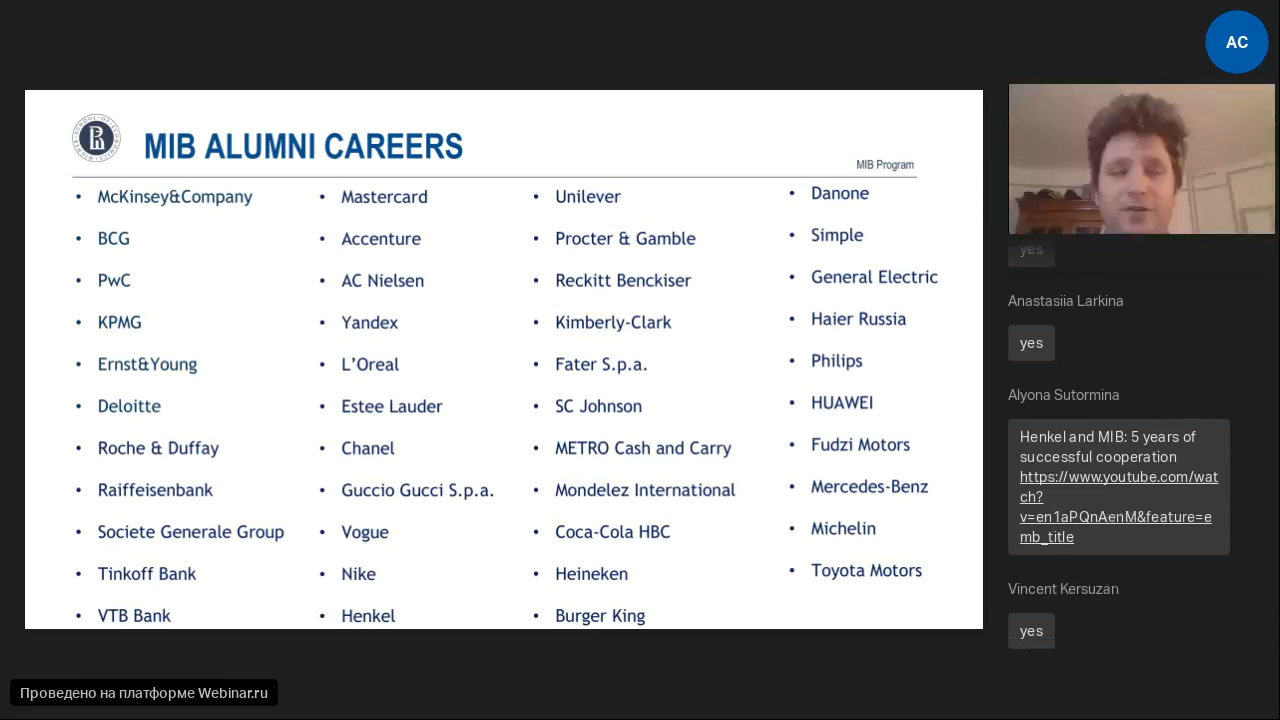 AC
MIB ALUMNI CAREERS
MIB Program
• McKinsey&Company
• BCG
• PwC
• KPMG
• Ernst&Young
• Deloitte
• Roche & Duffay
• Raiffeisenbank
• Societe Generale Group
• Tinkoff Bank
• VTB Bank
• Mastercard
• Accenture
• AC Nielsen
• Yandex
• L’Oreal
• Estee Lauder
• Chanel
• Guccio Gucci S.p.a.
• Vogue
• Nike
• Henkel
• Unilever
• Procter & Gamble
• Reckitt Benckiser
• Kimberly-Clark
• Fater S.p.a.
• SC Johnson
• METRO Cash and Carry
• Mondelez International
• Coca-Cola HBC
• Heineken
• Burger King
• Danone
• Simple
• General Electric
• Haier Russia
• Philips
• HUAWEI
• Fudzi Motors
• Mercedes-Benz
• Michelin
• Toyota Motors
yes
Anastasiia Larkina
yes
Alyona Sutormina
Henkel and MIB: 5 years of
successful cooperation
https://www.youtube.com/wat
ch?
v=en1aPQnAenM&feature=e
mb_title
Vincent Kersuzan
yes
Проведено на платформе Webinar.ru